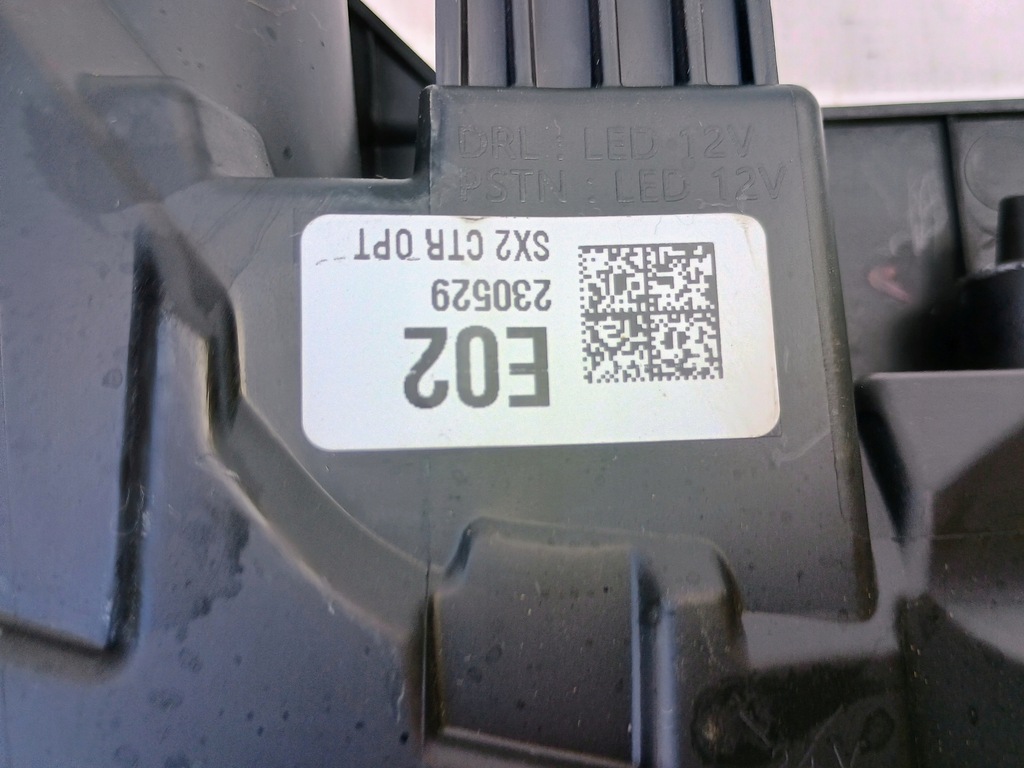 DRL : LED 12V
PSTN : LED 12V
E02
230529
SX2 CTR OPT